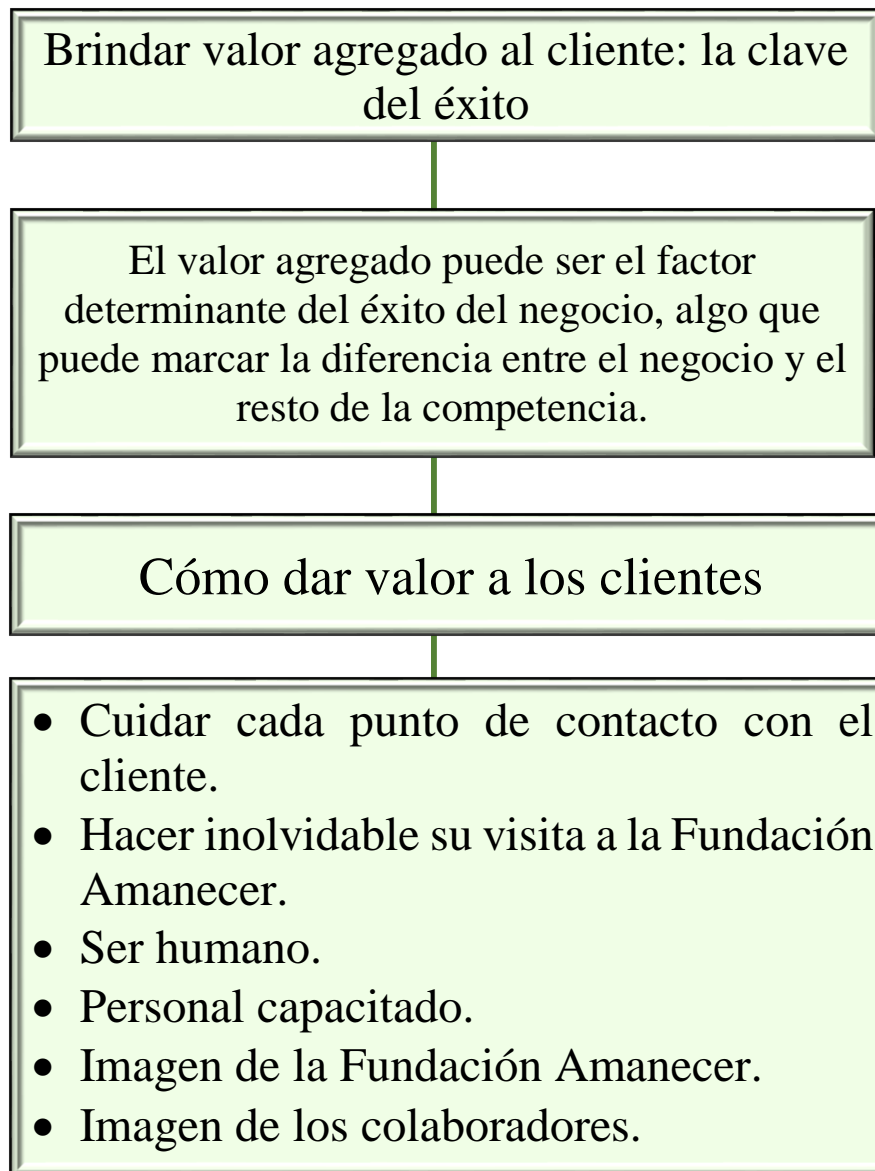 Brindar valor agregado al cliente: la clave
del éxito
El valor agregado puede ser el factor
determinante del éxito del negocio, algo que
puede marcar la diferencia entre el negocio y el
resto de la competencia.
Cómo dar valor a los clientes
• Cuidar cada punto de contacto con el
cliente.
• Hacer inolvidable su visita a la Fundación
Amanecer.
• Ser humano.
• Personal capacitado.
• Imagen de la Fundación Amanecer.
• Imagen de los colaboradores.